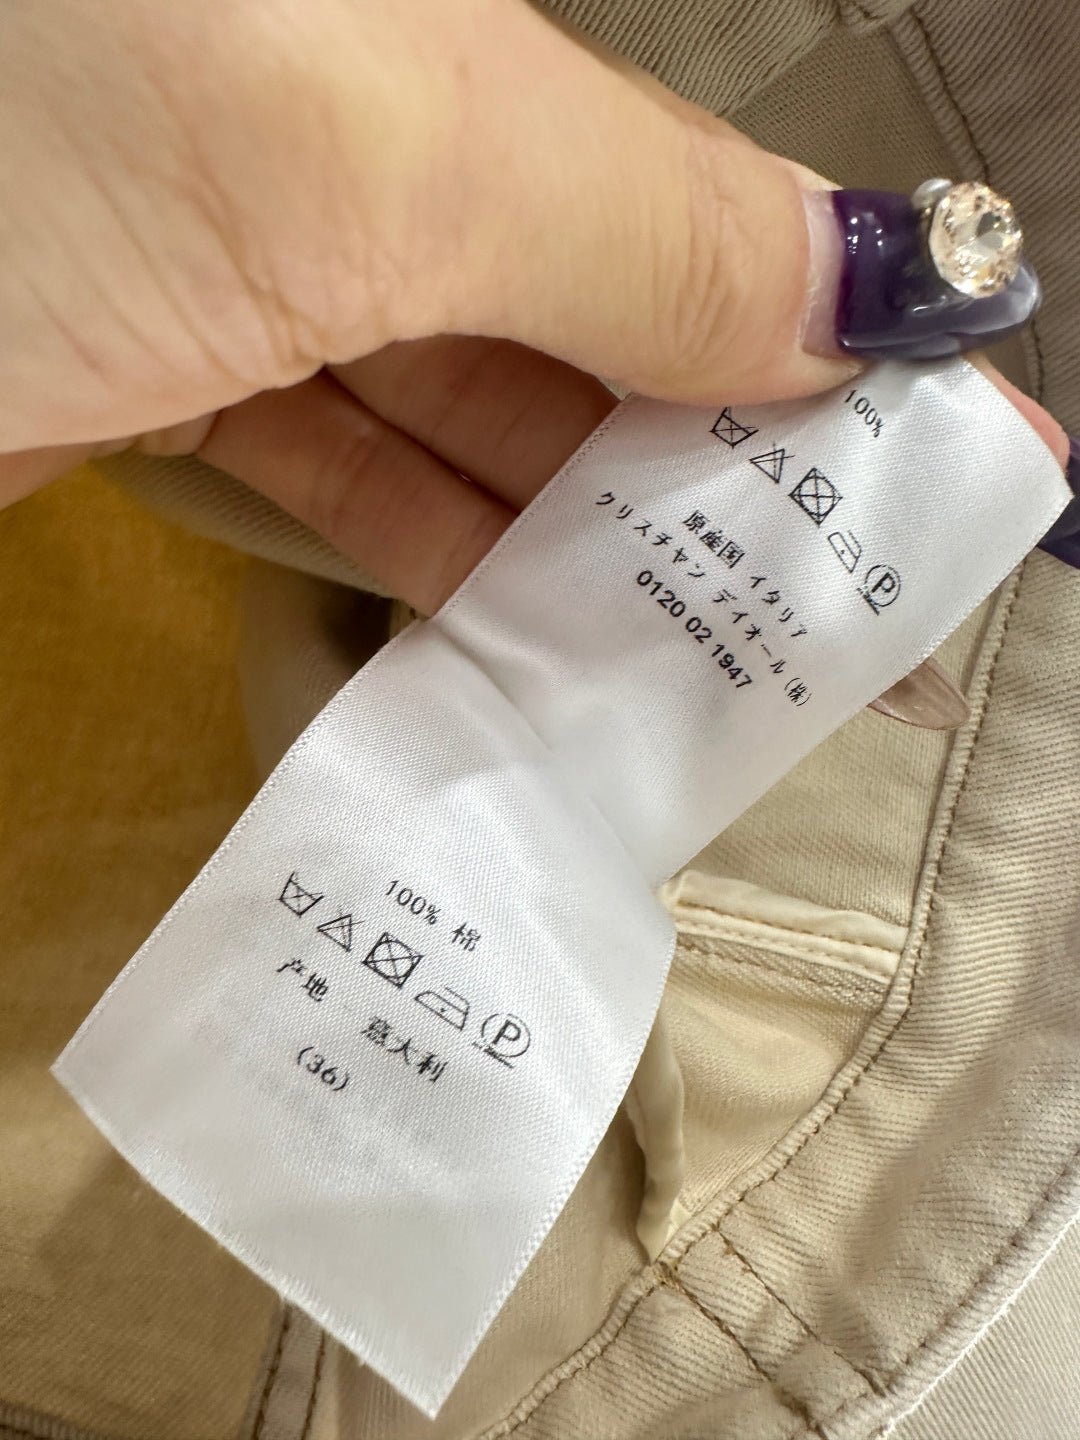 100%
P
原産国 イタリア
クリスチャン ディオール(株)
0120 02 1947
100% 棉
P
产地 意大利
(36)